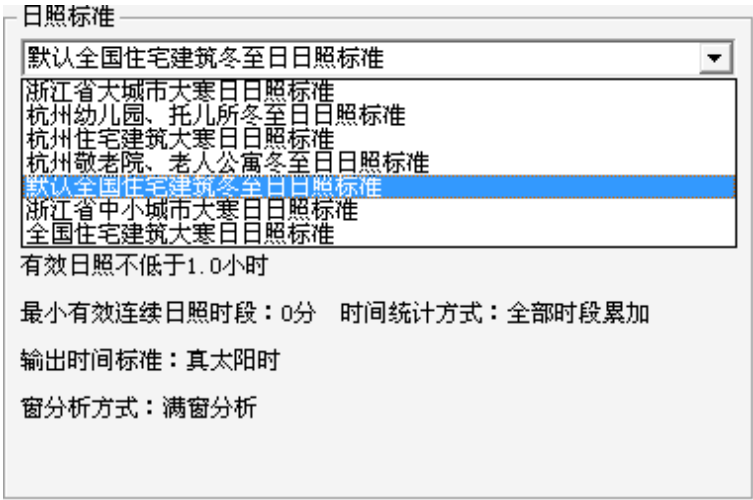 日照标准
默认全国住宅建筑冬至日日照标准
浙江省大城市大寒日日照标准
杭州幼儿园、托儿所冬至日日照标准
杭州住宅建筑大寒日日照标准
杭州敬老院、老人公寓冬至日日照标准
默认全国住宅建筑冬至日日照标准
浙江省中小城市大寒日日照标准
全国住宅建筑大寒日日照标准
有效日照不低于1.0小时
最小有效连续日照时段：0分 时间统计方式：全部时段累加
输出时间标准：真太阳时
窗分析方式：满窗分析